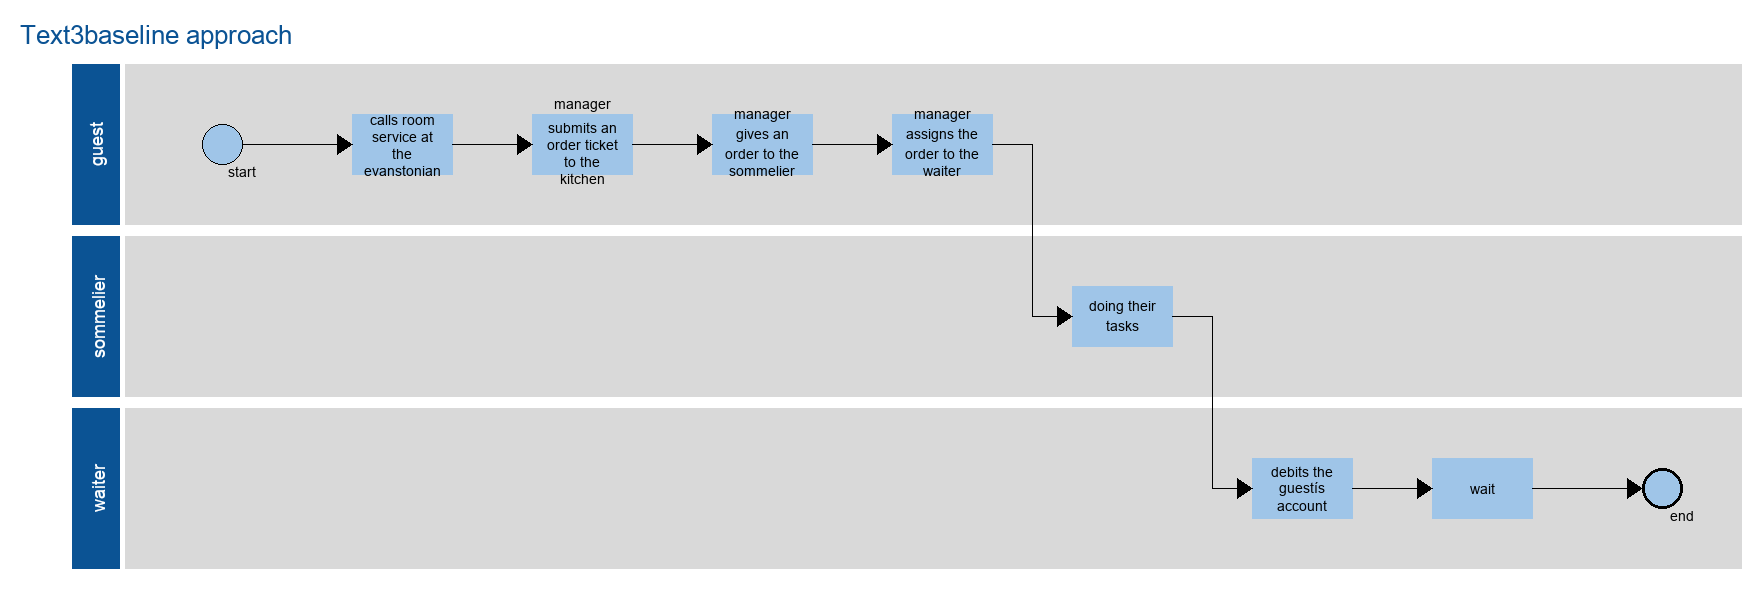 Text3baseline approach
guest
start
calls room
service at
the
evanstonian
manager
submits an
order ticket
to the
kitchen
manager
gives an
order to the
sommelier
manager
assigns the
order to the
waiter
sommelier
doing their
tasks
waiter
debits the
guestís
account
wait
end